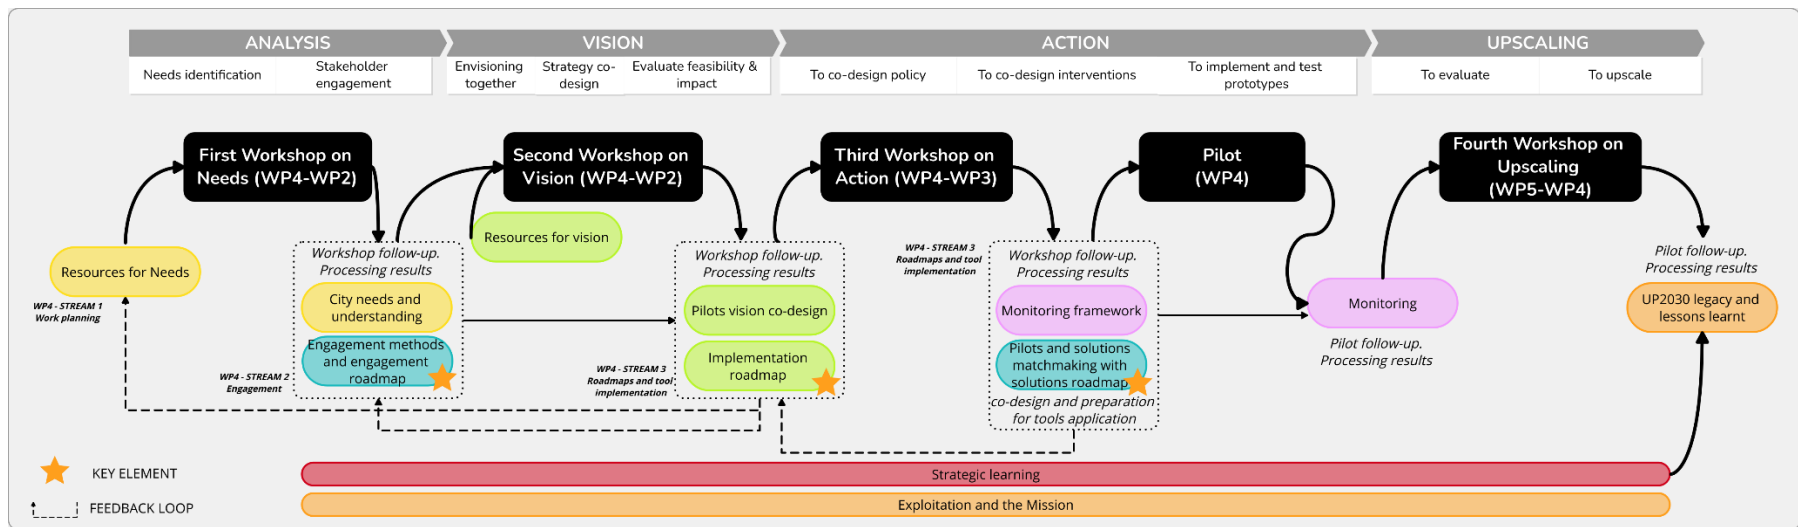 ANALYSIS
VISION
ACTION
UPSCALING
Needs identification
Stakeholder
engagement
Envisioning
together
Strategy co-
design
Evaluate feasibility &
impact
To co-design policy
To co-design interventions
To implement and test
prototypes
To evaluate
To upscale
First Workshop on
Needs (WP4-WP2)
Second Workshop on
Vision (WP4-WP2)
Third Workshop on
Action (WP4-WP3)
Pilot
(WP4)
Fourth Workshop on
Upscaling
(WP5-WP4)
Resources for Needs
WP4 - STREAM 1
Work planning
Workshop follow-up.
Processing results
City needs and
understanding
Engagement methods
and engagement
roadmap
WP4 - STREAM 2
Engagement
Resources for vision
Workshop follow-up.
Processing results
Pilots vision co-design
Implementation
roadmap
WP4 - STREAM 3
Roadmaps and tool
implementation
WP4 - STREAM 3
Roadmaps and tool
implementation
Workshop follow-up.
Processing results
Monitoring framework
Pilots and solutions
matchmaking with
solutions roadmap
co-design and preparation
for tools application
Monitoring
Pilot follow-up.
Processing results
Pilot follow-up.
Processing results
UP2030 legacy and
lessons learnt
KEY ELEMENT
FEEDBACK LOOP
Strategic learning
Exploitation and the Mission